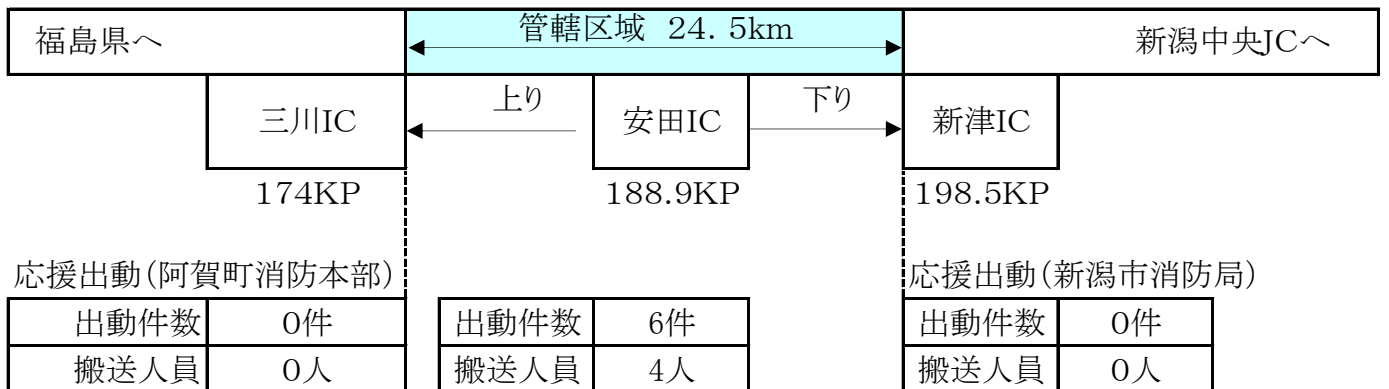 福島県へ 管轄区域 24.5km 新潟中央JCへ
三川IC 上り 安田IC 下り 新津IC
174KP 188.9KP 198.5KP
応援出動(阿賀町消防本部) 応援出動(新潟市消防局)
出動件数 0件 出動件数 6件 出動件数 0件
搬送人員 0人 搬送人員 4人 搬送人員 0人